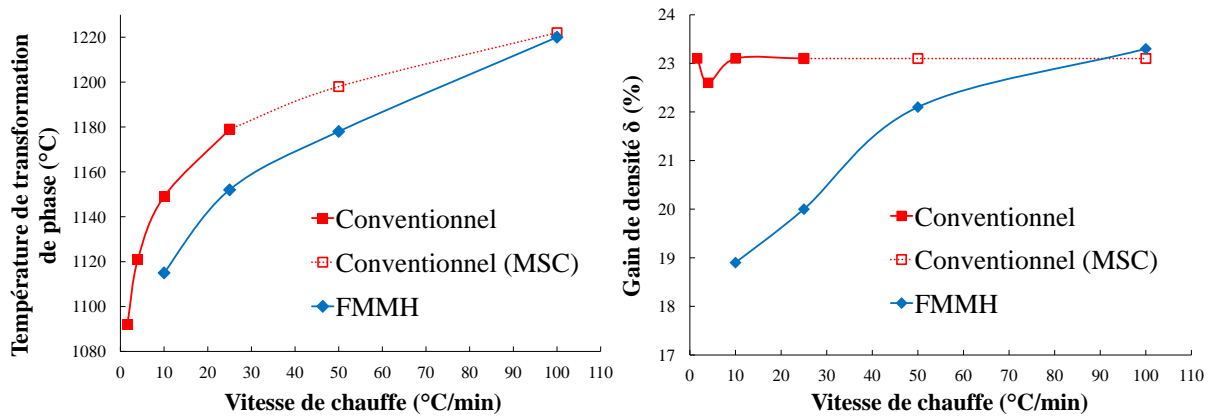 Température de transformation
de phase (°C)
1220
1200
1180
1160
1140
1120
1100
1080
0 10 20 30 40 50 60 70 80 90 100 110
Vitesse de chauffe (°C/min)
Conventionnel
Conventionnel (MSC)
FMMH
Gain de densité δ (%)
24
23
22
21
20
19
18
17
0 10 20 30 40 50 60 70 80 90 100 110
Vitesse de chauffe (°C/min)
Conventionnel
Conventionnel (MSC)
FMMH